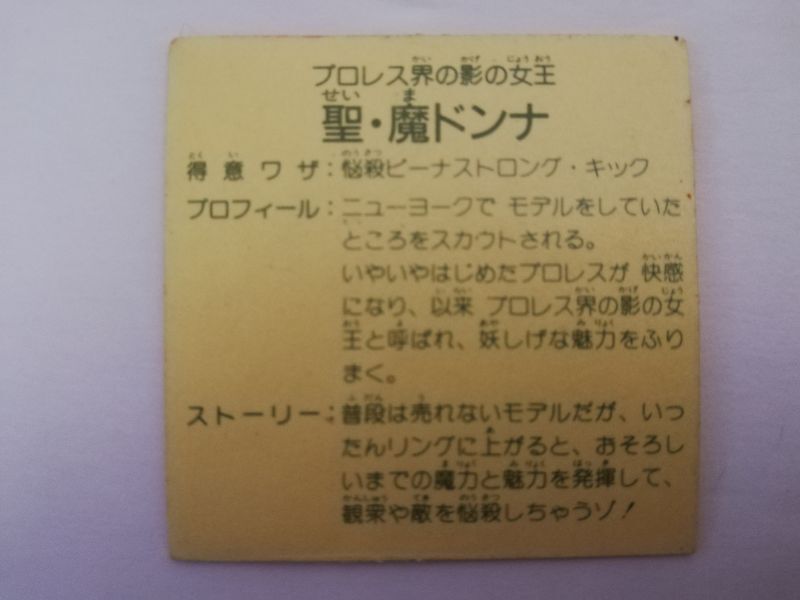 プロレス界の影の女王
聖・魔ドンナ
得意ワザ：悩殺ビーナストロング・キック
プロフィール：ニューヨークで モデルをしていた
ところをスカウトされる。
いやいやはじめたプロレスが 快感
になり、以来 プロレス界の影の女
王と呼ばれ、妖しげな魅力をふり
まく。
ストーリー：普段は売れないモデルだが、いっ
たんリングに上がると、おそろし
いまでの魔力と魅力を発揮して、
観衆や敵を悩殺しちゃうゾ！